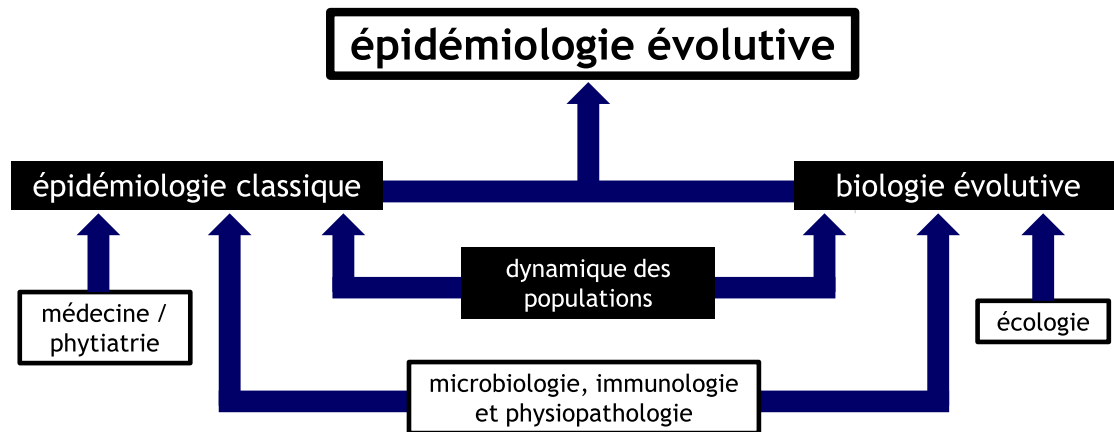 épidémiologie évolutive
épidémiologie classique
biologie évolutive
dynamique des
populations
médecine /
phytiatrie
écologie
microbiologie, immunologie
et physiopathologie